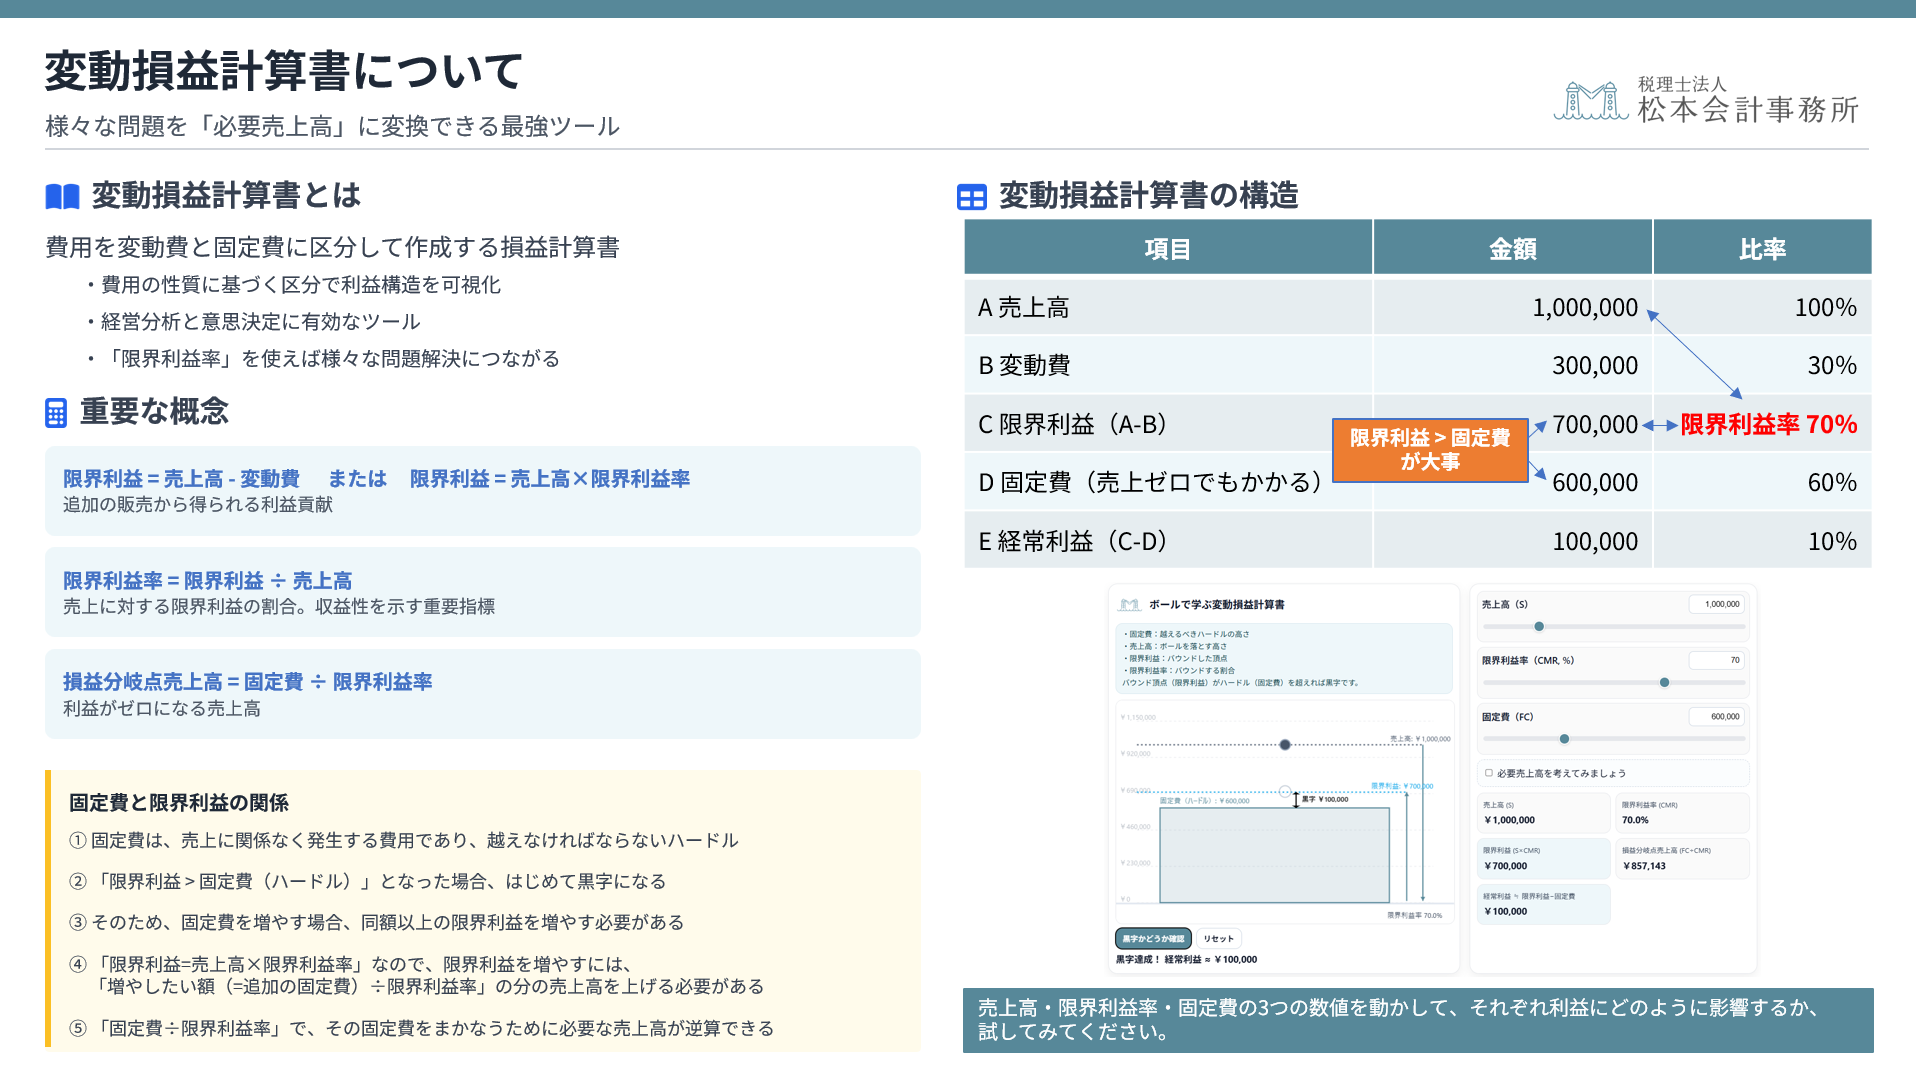 変動損益計算書について
様々な問題を「必要売上高」に変換できる最強ツール
税理士法人
松本会計事務所
変動損益計算書とは
費用を変動費と固定費に区分して作成する損益計算書
・費用の性質に基づく区分で利益構造を可視化
・経営分析と意思決定に有効なツール
・「限界利益率」を使えば様々な問題解決につながる
重要な概念
限界利益 = 売上高 - 変動費　または　限界利益 = 売上高×限界利益率
追加の販売から得られる利益貢献
限界利益率 = 限界利益 ÷ 売上高
売上に対する限界利益の割合。収益性を示す重要指標
損益分岐点売上高 = 固定費 ÷ 限界利益率
利益がゼロになる売上高
固定費と限界利益の関係
① 固定費は、売上に関係なく発生する費用であり、越えなければならないハードル
② 「限界利益 > 固定費（ハードル）」となった場合、はじめて黒字になる
③ そのため、固定費を増やす場合、同額以上の限界利益を増やす必要がある
④ 「限界利益=売上高×限界利益率」なので、限界利益を増やすには、
「増やしたい額（=追加の固定費）÷限界利益率」の分の売上高を上げる必要がある
⑤ 「固定費÷限界利益率」で、その固定費をまかなうために必要な売上高が逆算できる
変動損益計算書の構造
項目 金額 比率
A 売上高 1,000,000 100%
B 変動費 300,000 30%
C 限界利益（A-B） 700,000 限界利益率 70%
限界利益 > 固定費
が大事
D 固定費（売上ゼロでもかかる） 600,000 60%
E 経常利益（C-D） 100,000 10%
ボールで学ぶ変動損益計算書
・固定費：越えるべきハードルの高さ
・売上高：ボールを落とす高さ
・限界利益：バウンドした頂点
・限界利益率：バウンドする割合
バウンド頂点（限界利益）がハードル（固定費）を超えれば黒字です。
¥1,150,000
売上高: ¥1,000,000
¥920,000
限界利益: ¥700,000
¥690,000
固定費（ハードル）: ¥600,000
黒字 ¥100,000
¥460,000
¥230,000
¥0
限界利益率 70.0%
黒字かどうか確認 リセット
黒字達成！ 経常利益 ≈ ¥100,000
売上高（S） 1,000,000
限界利益率（CMR, %） 70
固定費（FC） 600,000
必要売上高を考えてみましょう
売上高 (S)
¥1,000,000
限界利益率 (CMR)
70.0%
限界利益 (S×CMR)
¥700,000
損益分岐点売上高 (FC÷CMR)
¥857,143
経常利益 ≒ 限界利益−固定費
¥100,000
売上高・限界利益率・固定費の3つの数値を動かして、それぞれ利益にどのように影響するか、
試してみてください。